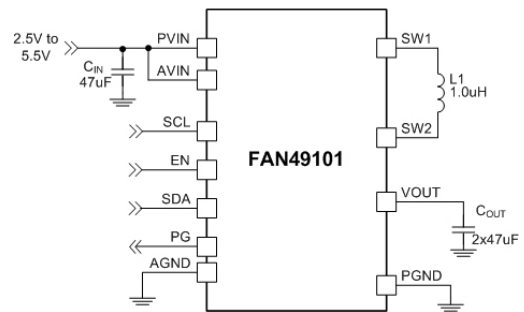 2.5V to
5.5V
CIN
47uF
PVIN
AVIN
SCL
EN
SDA
PG
AGND
FAN49101
SW1
L1
1.0uH
SW2
VOUT
COUT
2x47uF
PGND